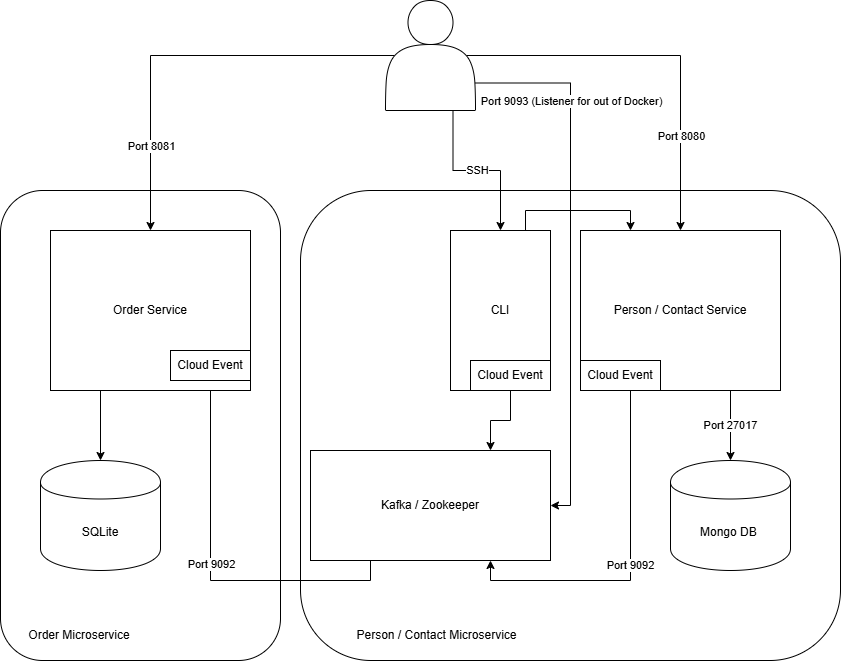 Port 9093 (Listener for out of Docker)
Port 8081
Port 8080
SSH
Order Service
CLI
Person / Contact Service
Cloud Event
Cloud Event
Cloud Event
Port 27017
Kafka / Zookeeper
SQLite
Mongo DB
Port 9092
Port 9092
Order Microservice
Person / Contact Microservice